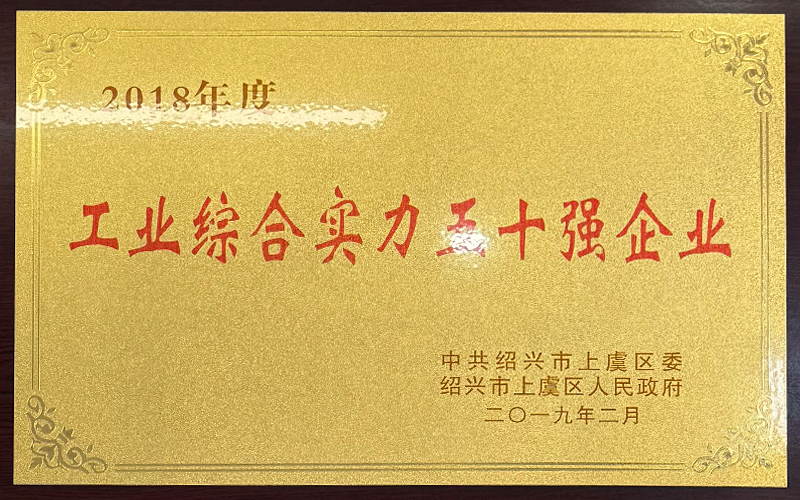 2018年度
工业综合实力五十强企业
中共绍兴市上虞区委
绍兴市上虞区人民政府
二〇一九年二月